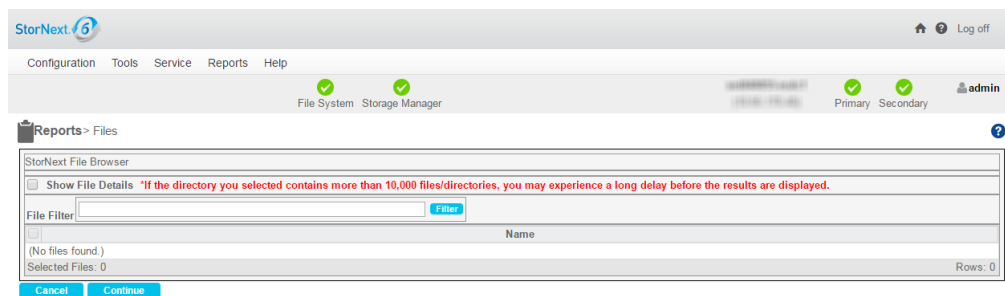 StorNext 6
Log off
Configuration Tools Service Reports Help
File System Storage Manager
Primary Secondary
admin
Reports> Files
StorNext File Browser
Show File Details *If the directory you selected contains more than 10,000 files/directories, you may experience a long delay before the results are displayed.
File Filter Filter
Name
(No files found.)
Selected Files: 0 Rows: 0
Cancel Continue